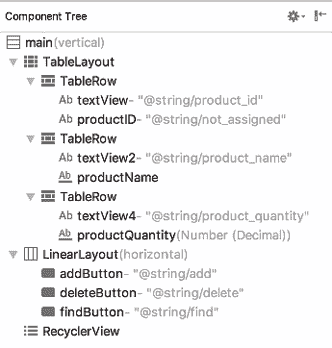 Component Tree
main(vertical)
TableLayout
TableRow
Ab textView- "@string/product_id"
Ab productID- "@string/not_assigned"
TableRow
Ab textView2- "@string/product_name"
Ab productName
TableRow
Ab textView4- "@string/product_quantity"
Ab productQuantity(Number (Decimal))
LinearLayout(horizontal)
addButton- "@string/add"
deleteButton- "@string/delete"
findButton- "@string/find"
RecyclerView